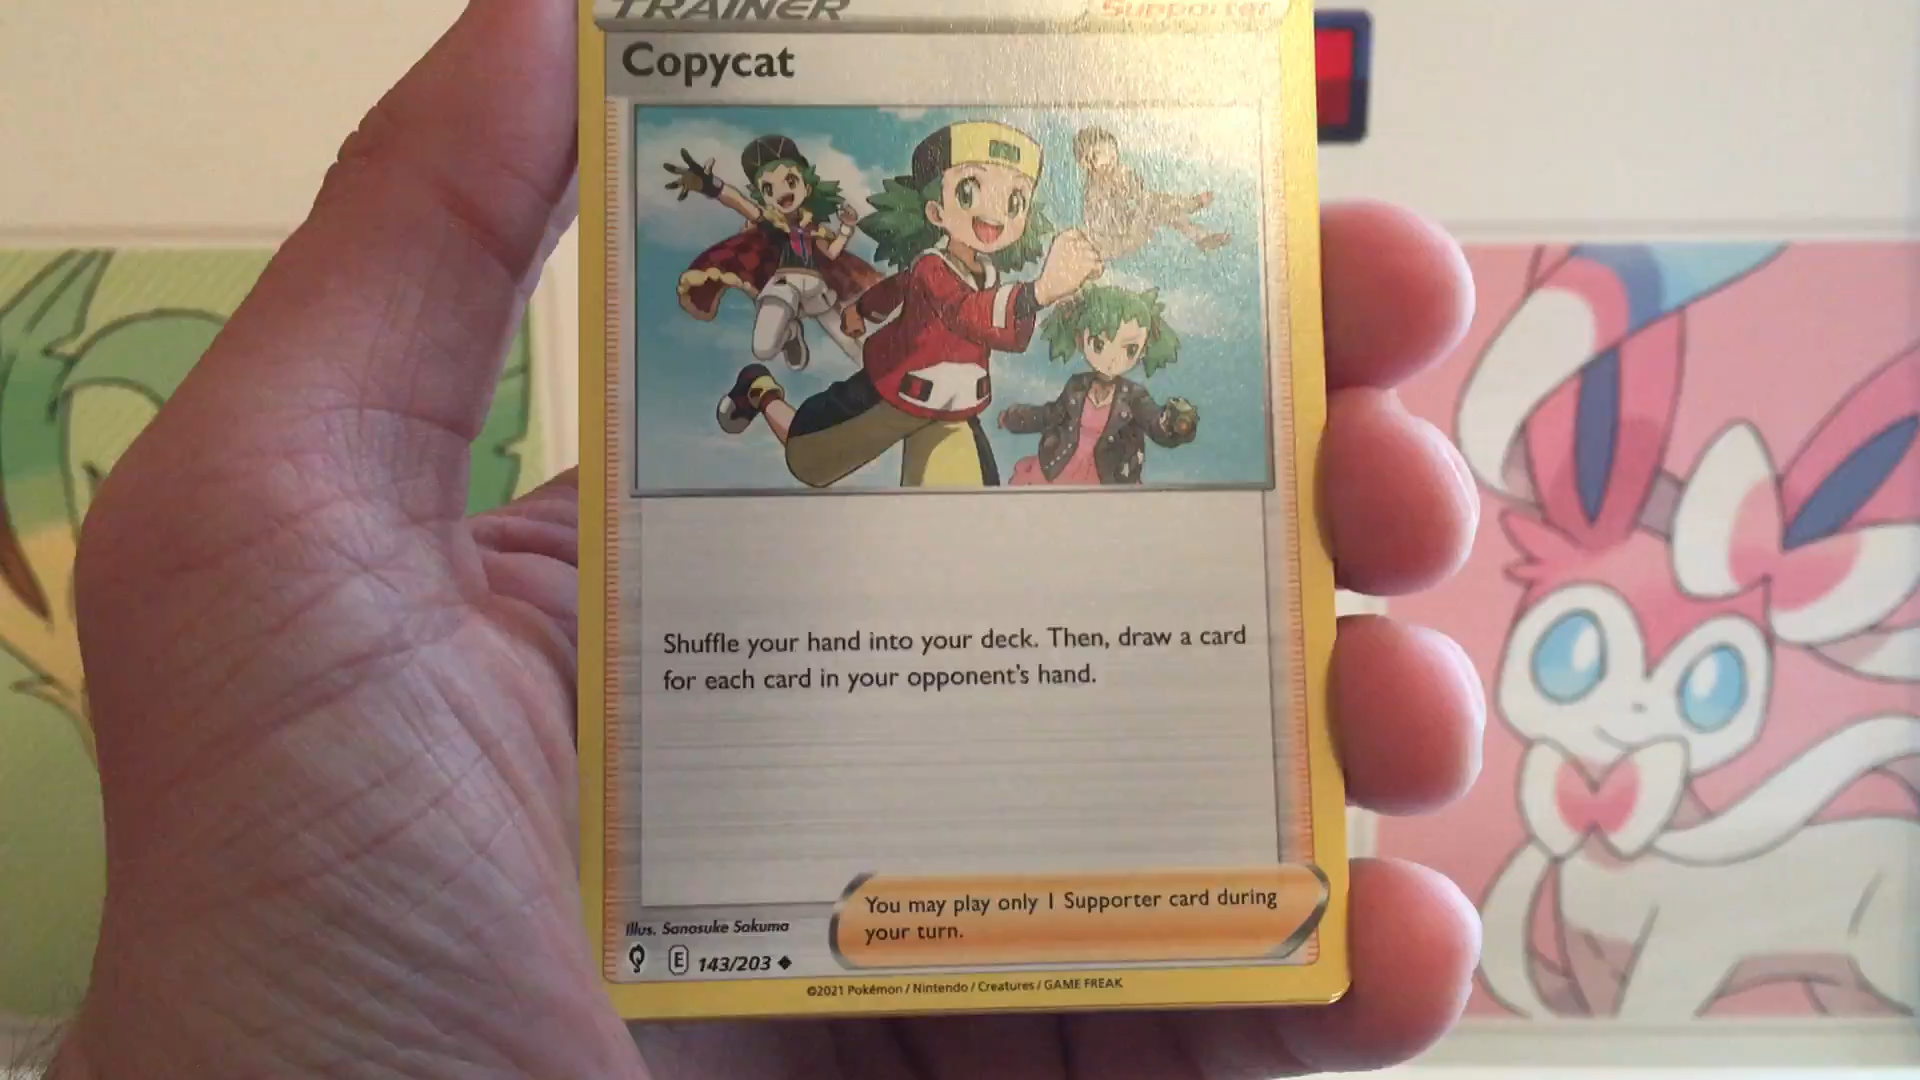 TRAINER Supporter
Copycat
Shuffle your hand into your deck. Then, draw a card
for each card in your opponent's hand.
You may play only 1 Supporter card during
your turn.
Illus. Sanosuke Sakuma
E 143/203 ◆
©2021 Pokémon / Nintendo / Creatures / GAME FREAK